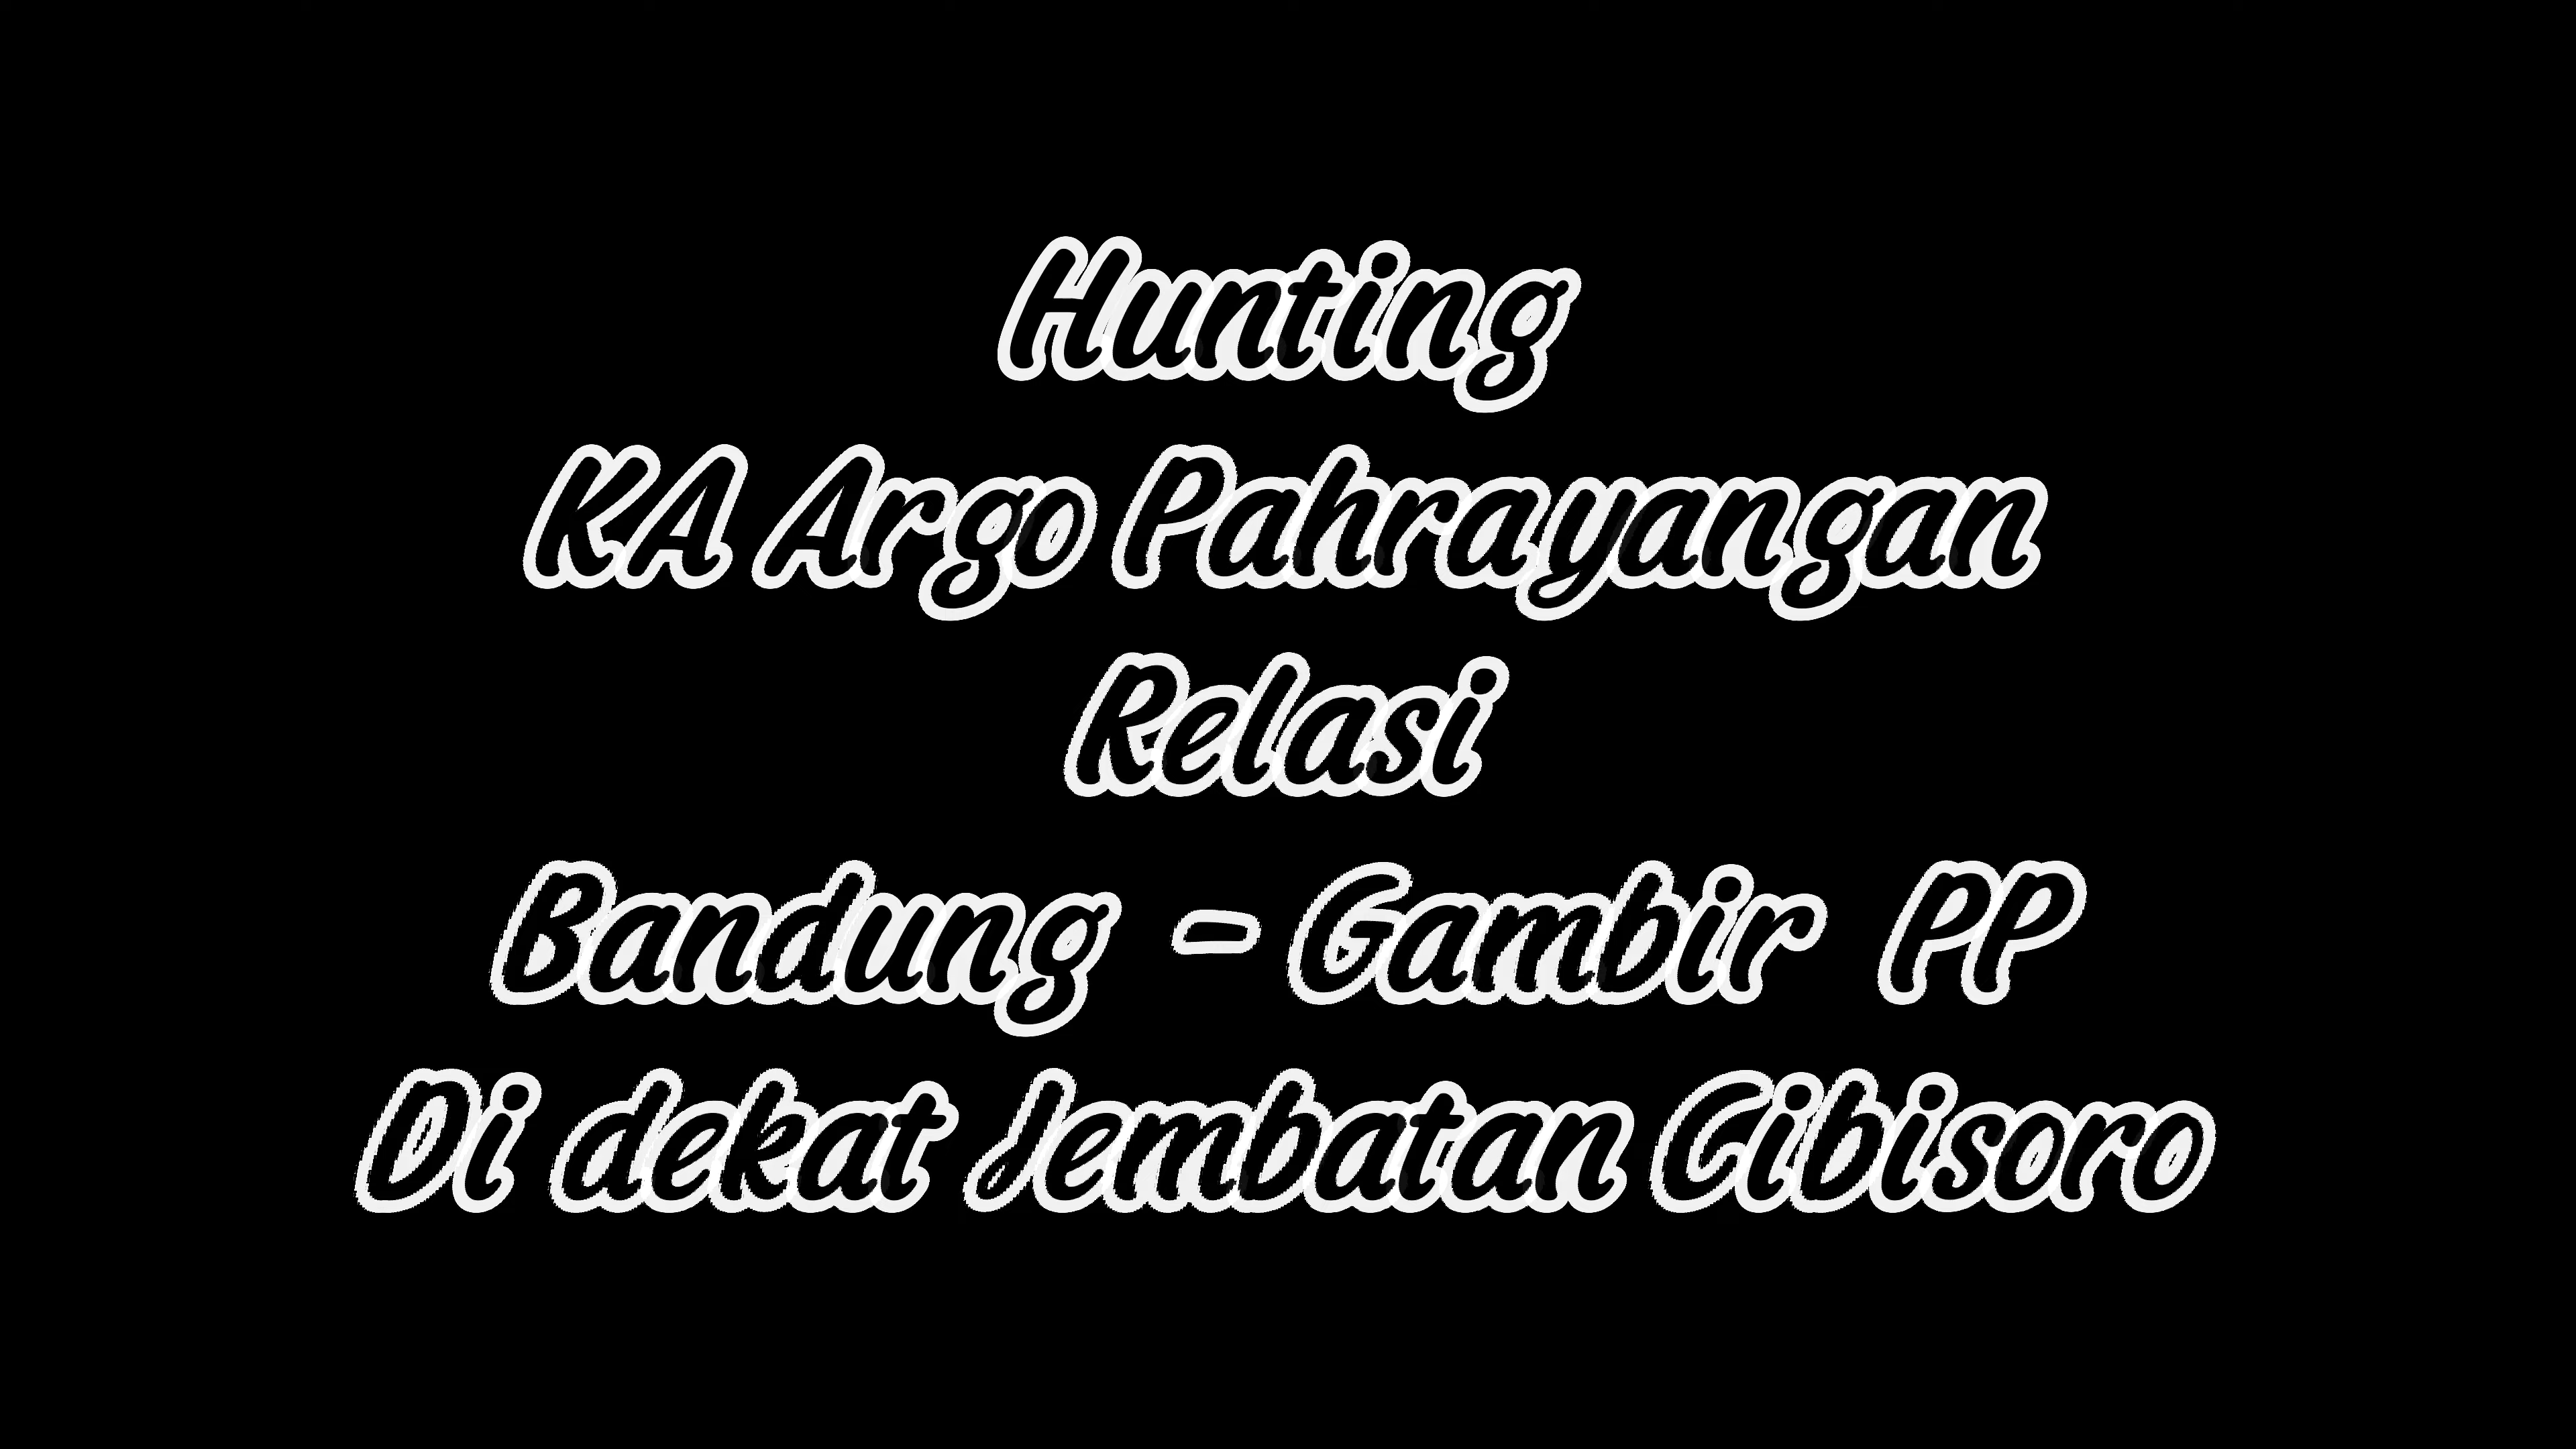 Hunting
KA Argo Pahrayangan
Relasi
Bandung - Gambir PP
Di dekat Jembatan Cibisoro